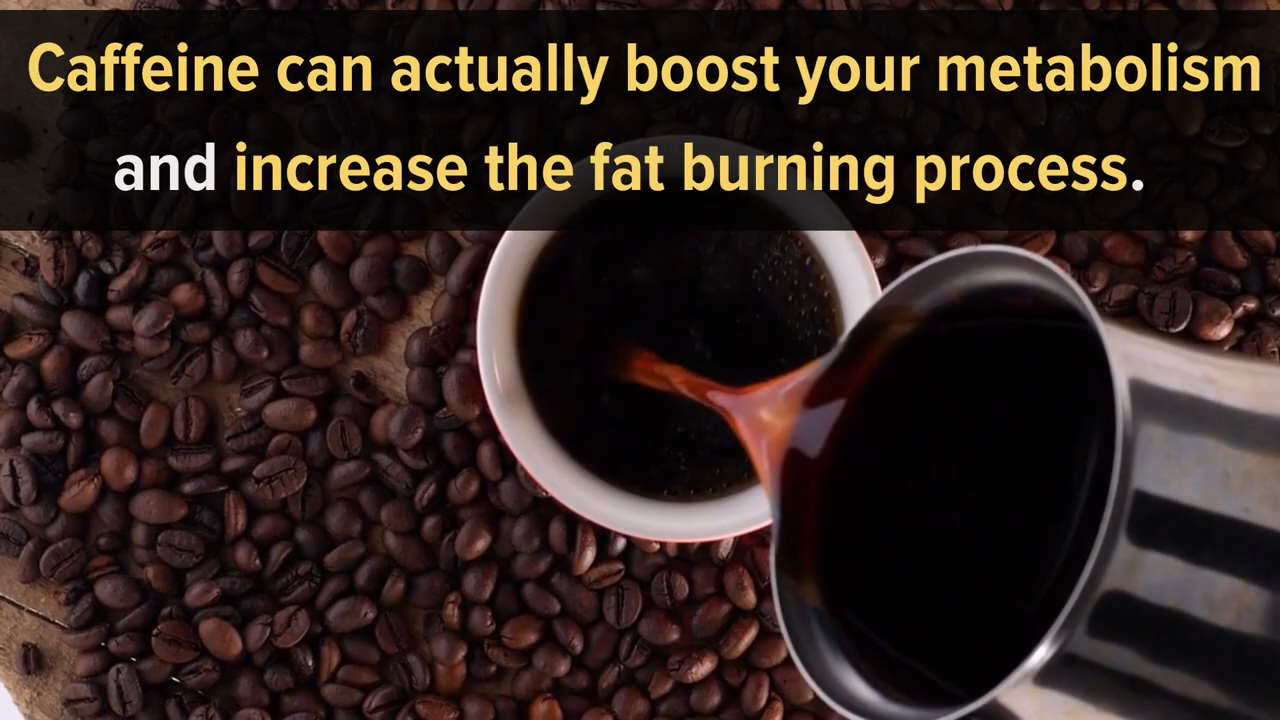 Caffeine can actually boost your metabolism
and increase the fat burning process.